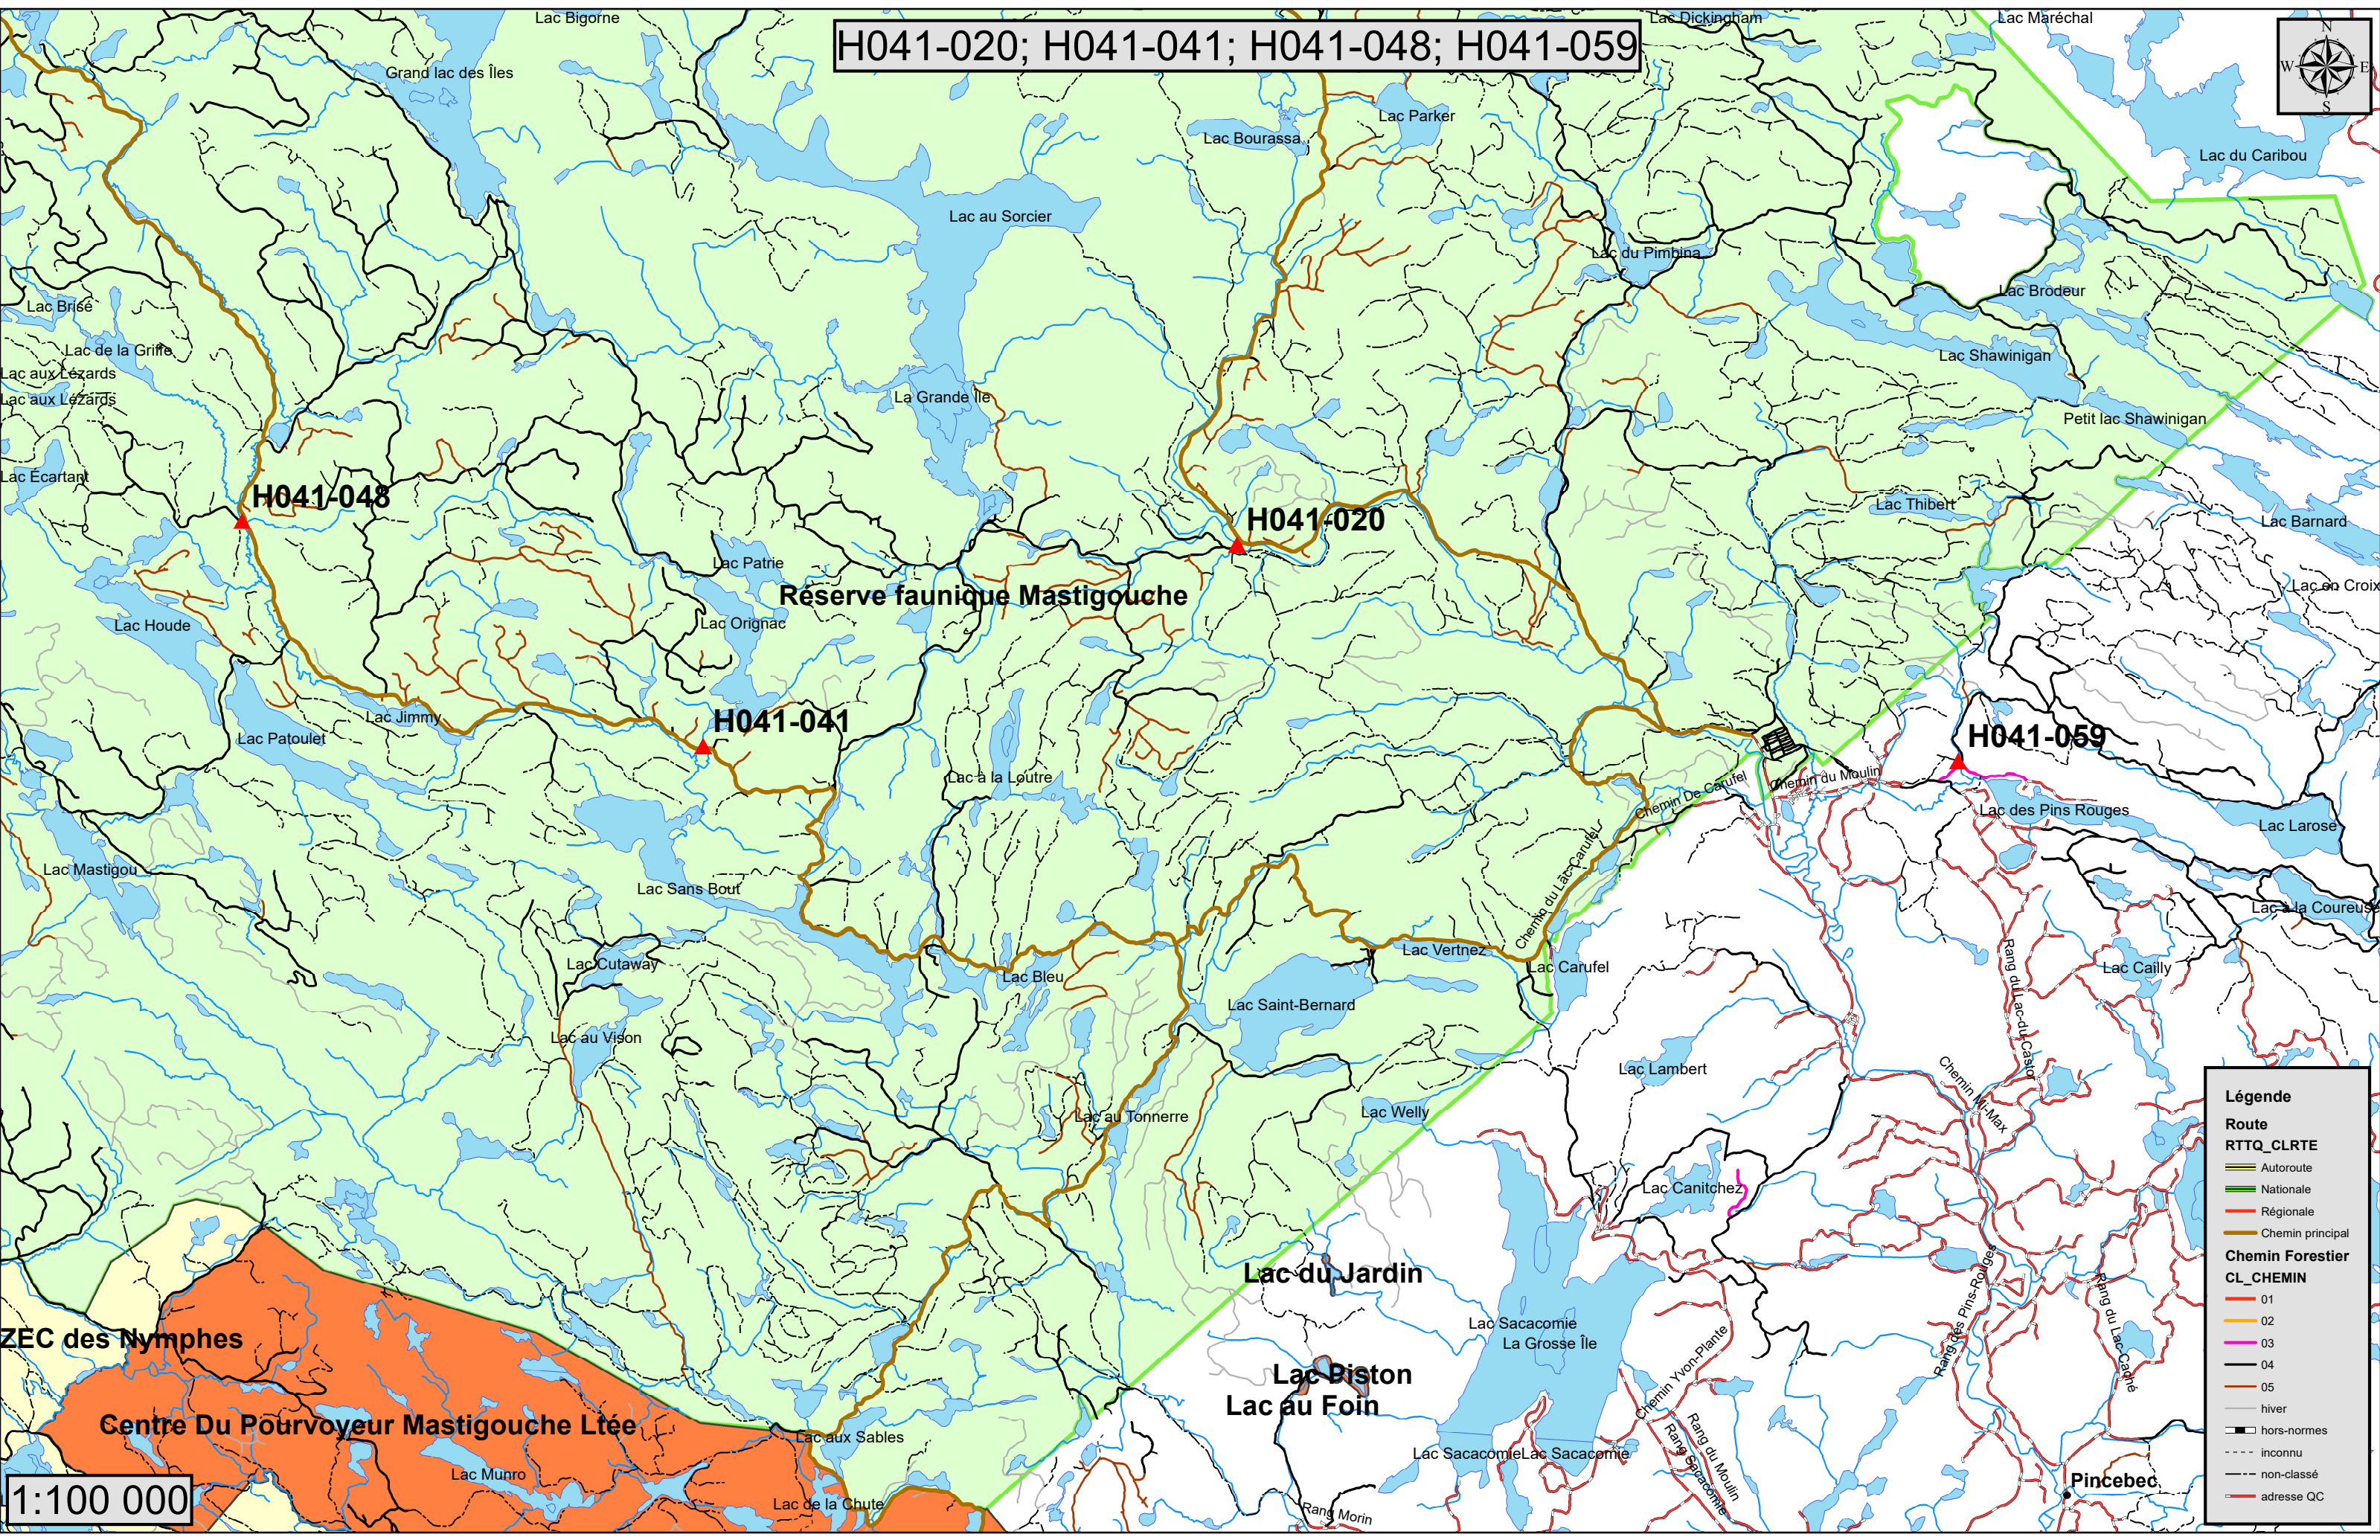 Lac Bigorne
Lac Dickingham
Lac Maréchal
H041-020; H041-041; H041-048; H041-059
N
W
E
S
Grand lac des Îles
Lac Parker
Lac Bourassa
Lac du Caribou
Lac au Sorcier
Lac du Pimbina
Lac Brodeur
Lac Brisé
Lac de la Griffe
Lac Shawinigan
Lac aux Lézards
Lac aux Lézards
La Grande Île
Petit lac Shawinigan
Lac Écartant
H041-048
Lac Thibert
H041-020
Lac Barnard
Lac Patrie
Lac en Croix
Réserve faunique Mastigouche
Lac Houde
Lac Orignac
Lac Jimmy
H041-041
Lac Patoulet
H041-059
Lac à la Loutre
Chemin du Moulin
Chemin De Carufel
Lac des Pins Rouges
Lac Larose
Lac Mastigou
Chemin du Lac-Carufel
Lac Sans Bout
Lac à la Coureuse
Lac Vertnez
Lac Cutaway
Lac Bleu
Lac Carufel
Lac Cailly
Rang du Lac-du-Castor
Lac Saint-Bernard
Lac au Vison
Lac Lambert
Chemin Mi-Max
Lac Welly
Lac au Tonnerre
Lac Canitchez
Lac du Jardin
Rang des Pins-Rouges
Rang du Lac-Caché
Lac Sacacomie
La Grosse Île
ZEC des Nymphes
Chemin Yvon-Plante
Lac Piston
Lac au Foin
Centre Du Pourvoyeur Mastigouche Ltée
Lac aux Sables
Rang du Moulin
Rang Sacacomie
Lac Sacacomie
Lac Sacacomie
Lac Munro
Pincebec
Lac de la Chute
Rang Morin
1:100 000
Légende
Route
RTTQ_CLRTE
Autoroute
Nationale
Régionale
Chemin principal
Chemin Forestier
CL_CHEMIN
01
02
03
04
05
hiver
hors-normes
inconnu
non-classé
adresse QC